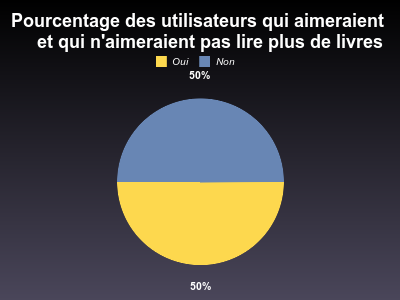 Pourcentage des utilisateurs qui aimeraient
et qui n'aimeraient pas lire plus de livres
Oui Non
50%
50%